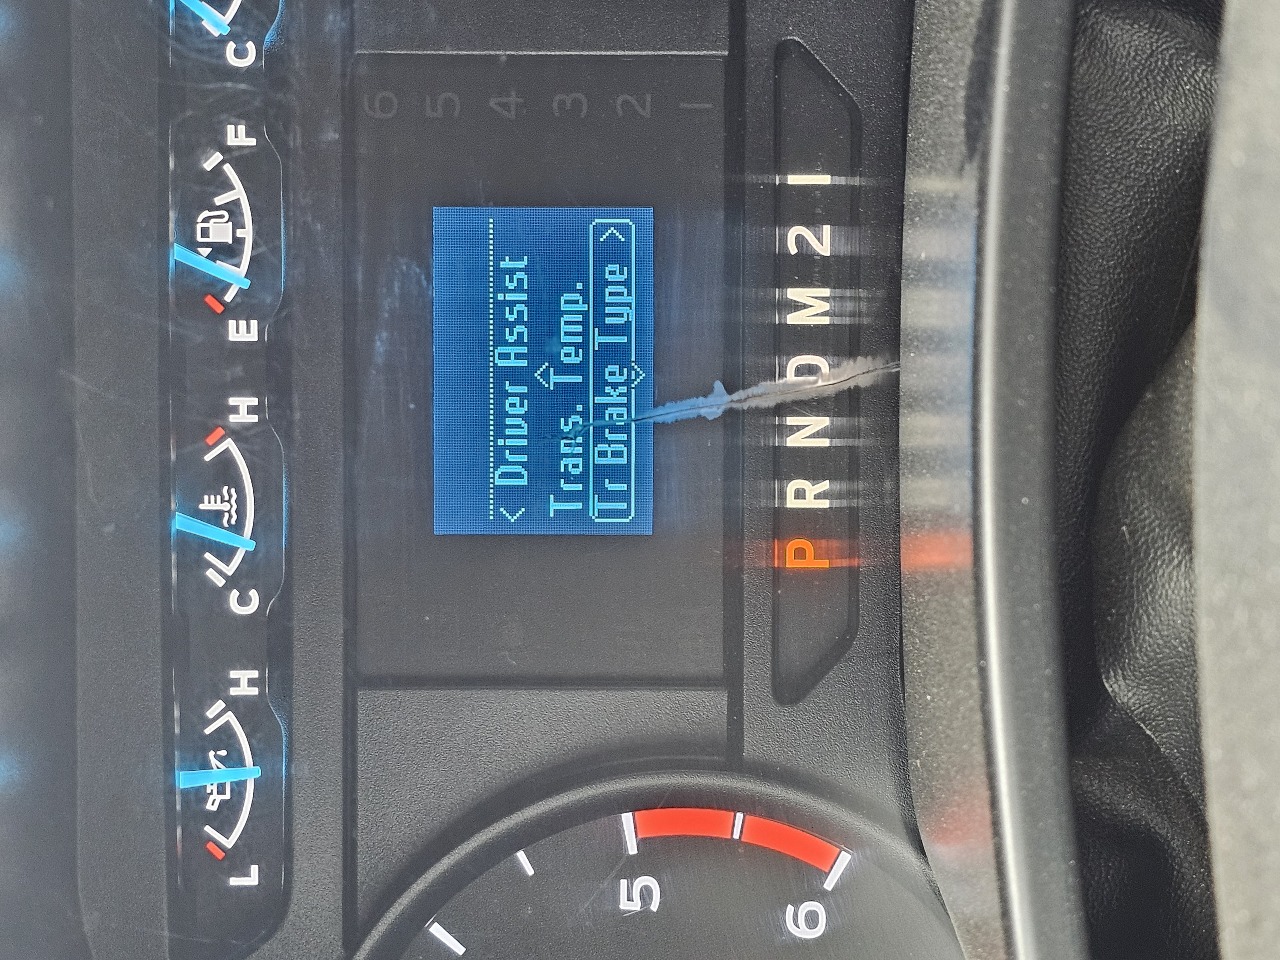 L H
C H
E F
C
6
5
4
3
2
1
< Driver Assist
Trans. Temp.
Tr Brake Type >
P R N D M 2 1
5
6